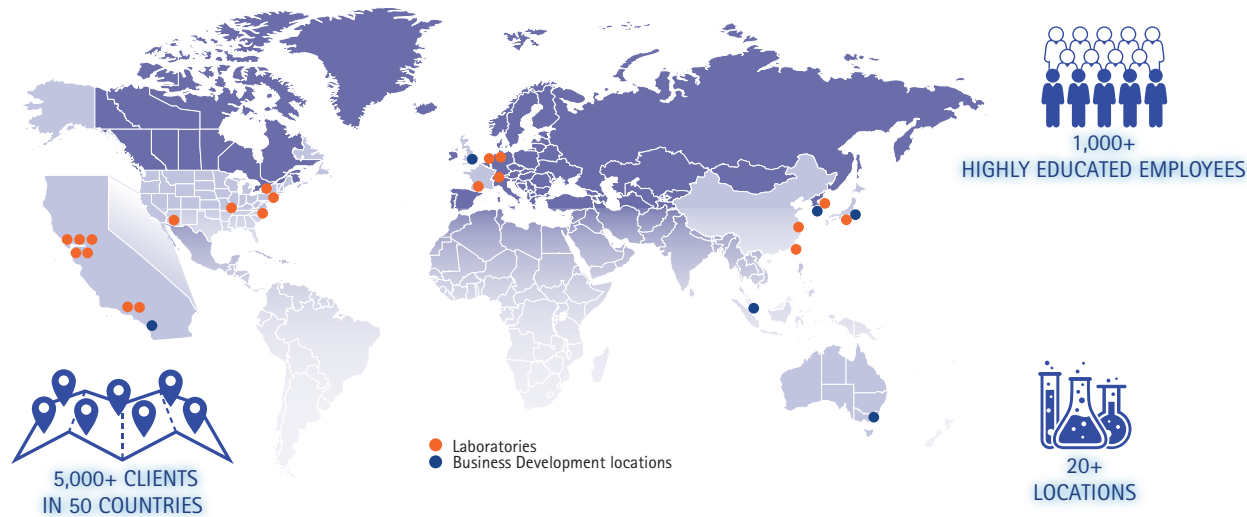 1,000+
HIGHLY EDUCATED EMPLOYEES
Laboratories
Business Development locations
5,000+ CLIENTS
IN 50 COUNTRIES
20+
LOCATIONS